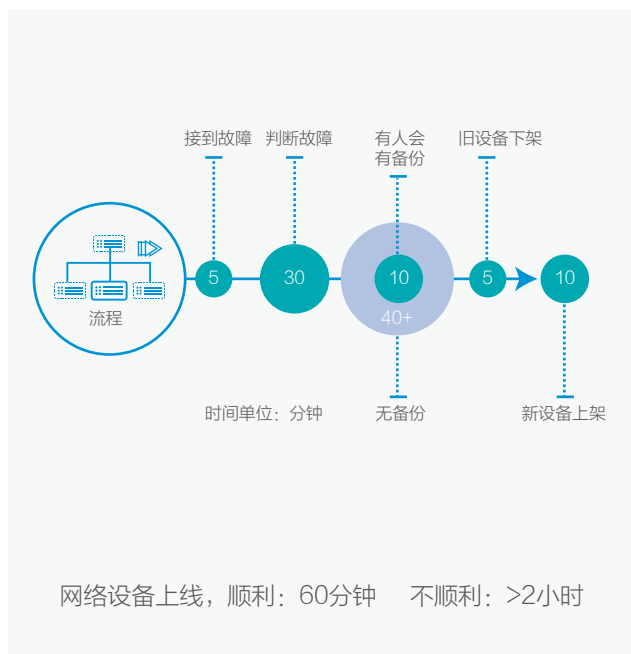 接到故障
判断故障
有人会
有备份
旧设备下架
5
30
10
5
10
40+
流程
时间单位：分钟
无备份
新设备上架
网络设备上线，顺利：60分钟 不顺利：>2小时